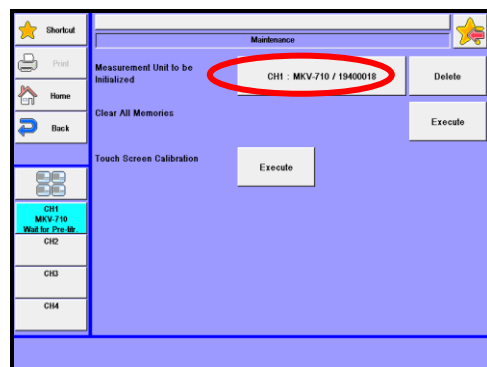 Shortcut
Maintenance
Print
Home
Back
Measurement Unit to be
Initialized
CH1 : MKV-710 / 19400018
Delete
Clear All Memories
Execute
Touch Screen Calibration
Execute
CH1
MKV-710
Wait for Pre-titr.
CH2
CH3
CH4